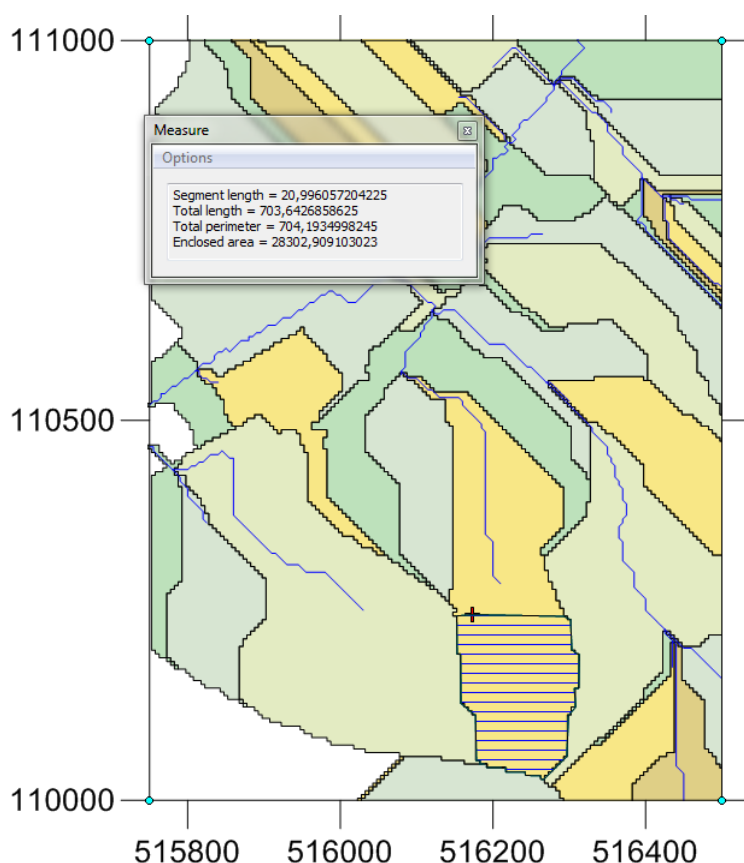 111000
Measure
Options
Segment length = 20,996057204225
Total length = 703,6426858625
Total perimeter = 704,1934998245
Enclosed area = 28302,909103023
110500
110000
515800 516000 516200 516400